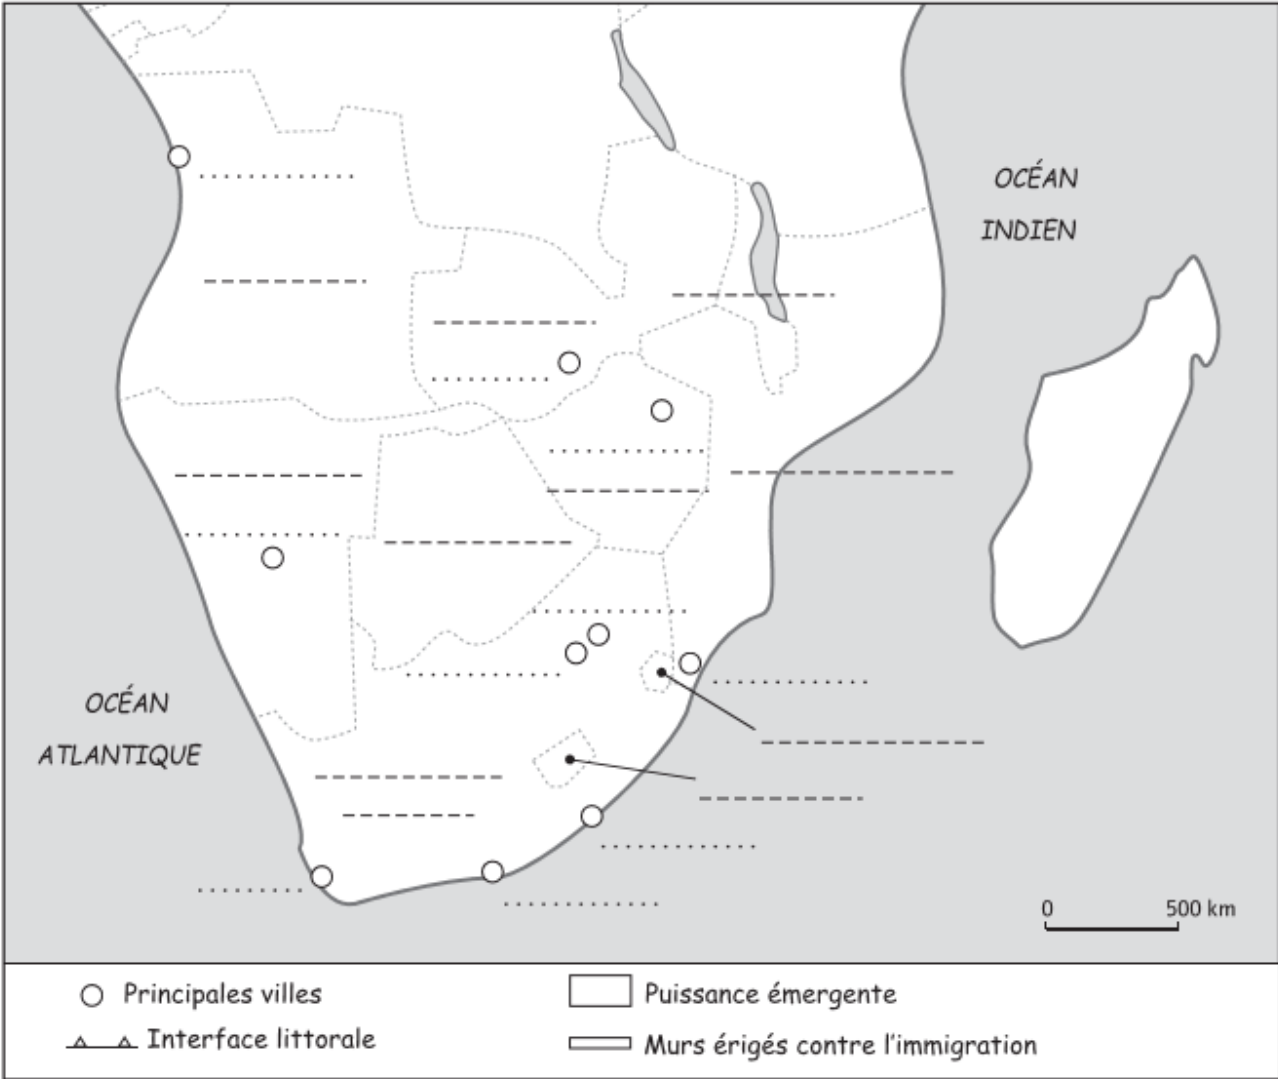 OCÉAN
INDIEN
OCÉAN
ATLANTIQUE
0 500 km
Principales villes
Puissance émergente
Interface littorale
Murs érigés contre l'immigration